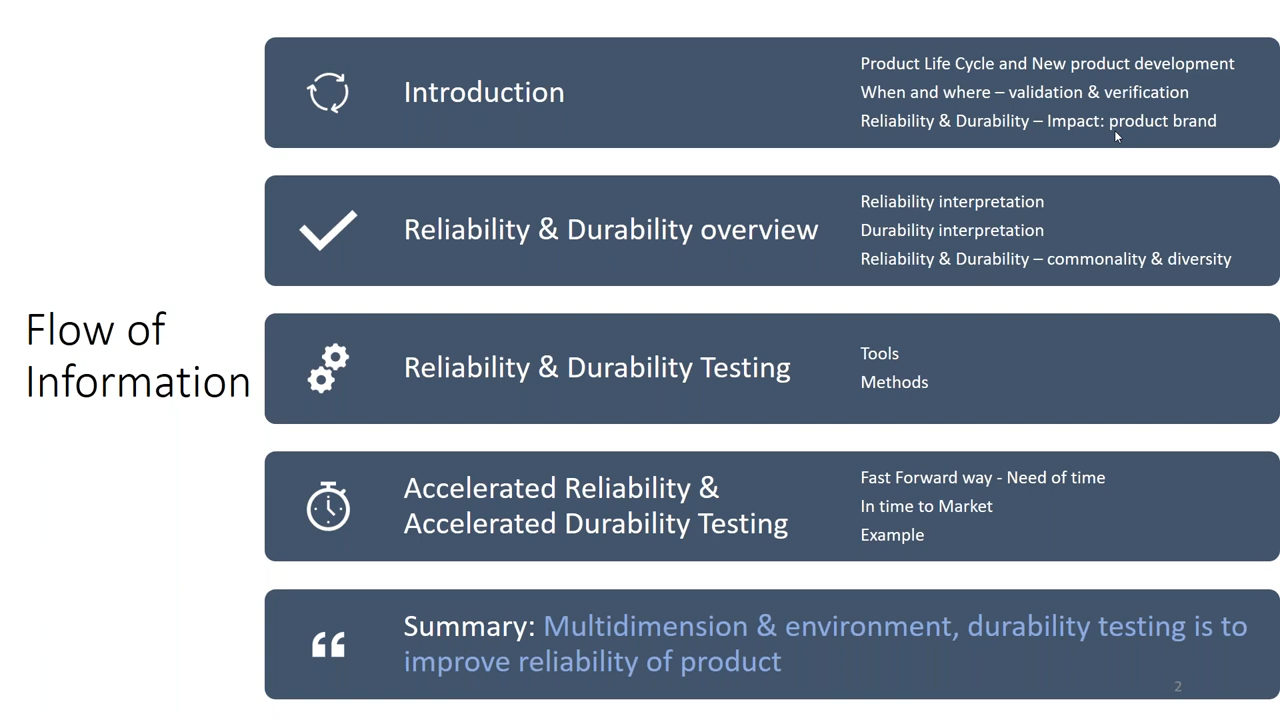 Flow of
Information
Introduction
Product Life Cycle and New product development
When and where – validation & verification
Reliability & Durability – Impact: product brand
Reliability & Durability overview
Reliability interpretation
Durability interpretation
Reliability & Durability – commonality & diversity
Reliability & Durability Testing
Tools
Methods
Accelerated Reliability &
Accelerated Durability Testing
Fast Forward way - Need of time
In time to Market
Example
Summary: Multidimension & environment, durability testing is to
improve reliability of product
2